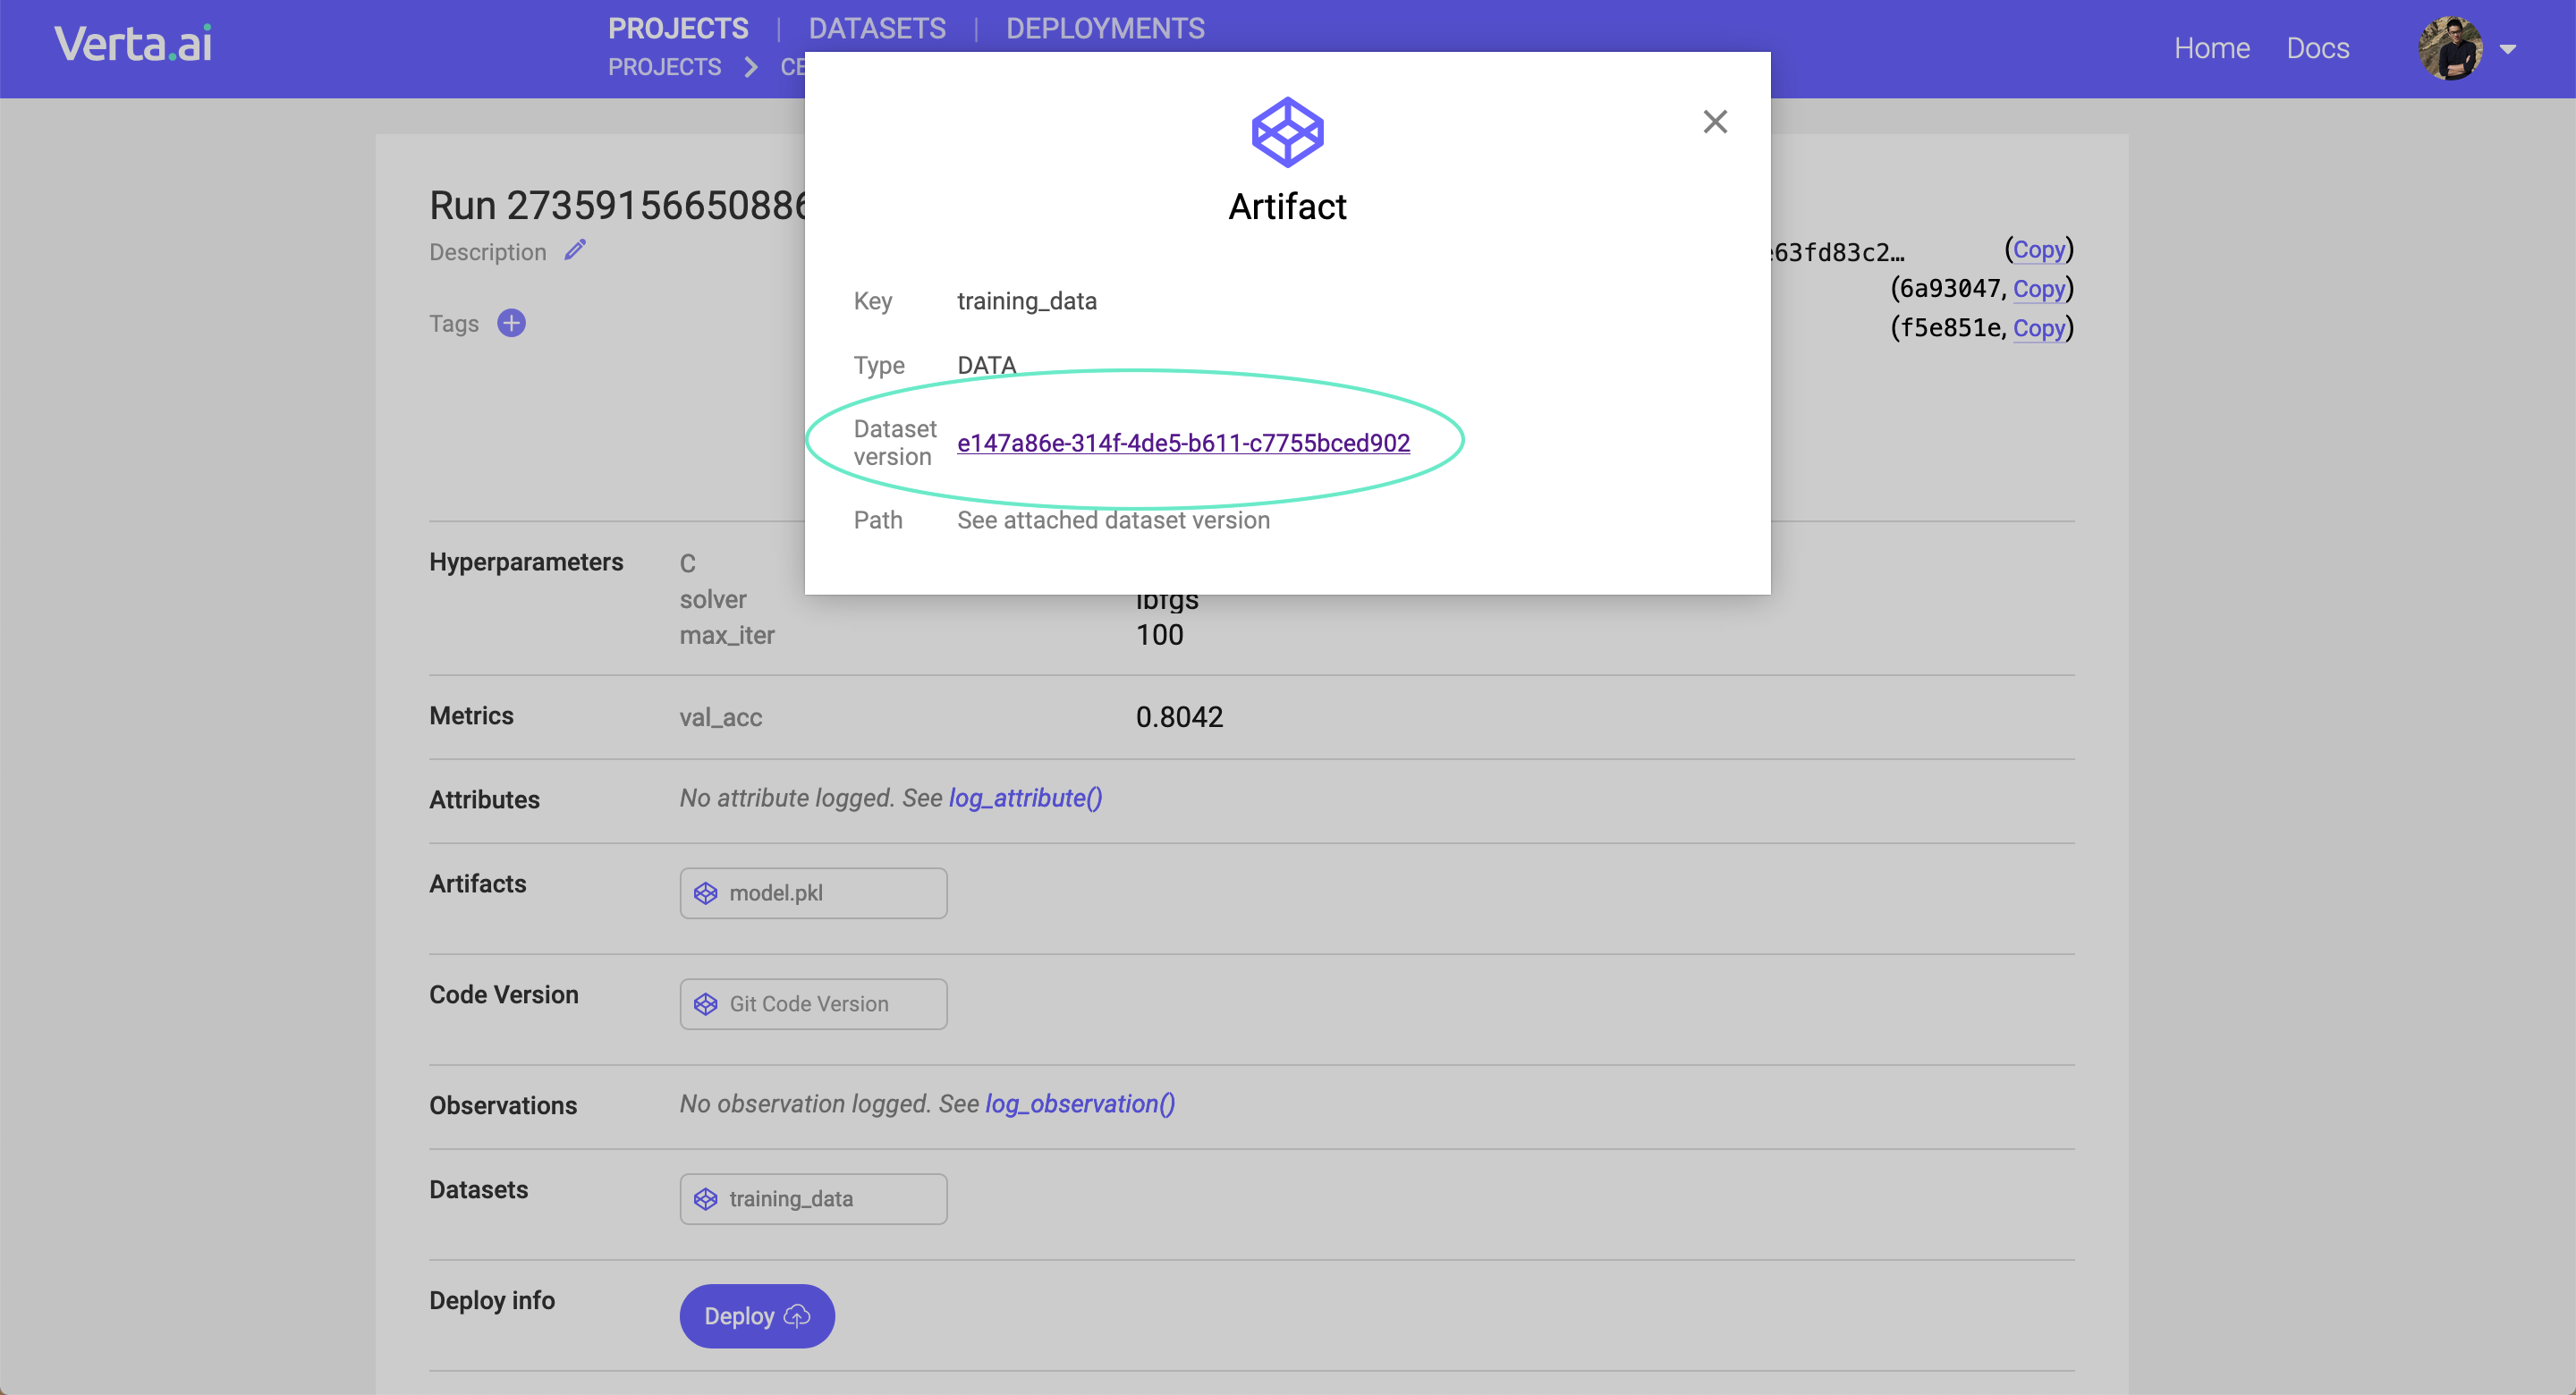 Verta.ai
PROJECTS | DATASETS | DEPLOYMENTS
PROJECTS
Home Docs
Artifact
Key training_data
Type DATA
Dataset version e147a86e-314f-4de5-b611-c7755bced902
Path See attached dataset version
Run 2735915665088
Description
Tags
e63fd83c2… (Copy)
(6a93047, Copy)
(f5e851e, Copy)
Hyperparameters C
solver lbfgs
max_iter 100
Metrics val_acc 0.8042
Attributes No attribute logged. See log_attribute()
Artifacts model.pkl
Code Version Git Code Version
Observations No observation logged. See log_observation()
Datasets training_data
Deploy info Deploy